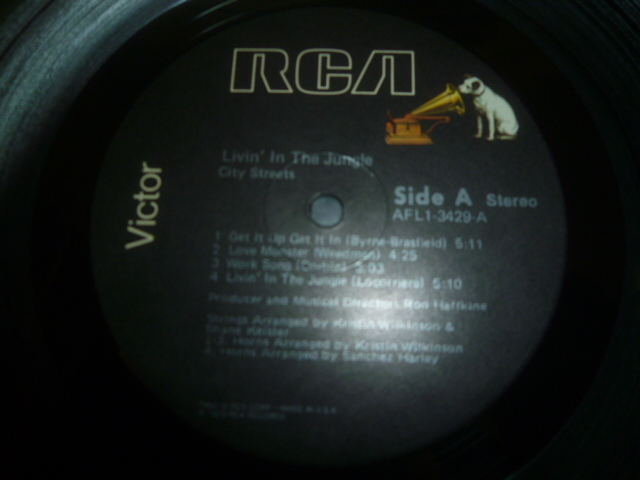 RCA
Victor
Livin' In The Jungle
City Streets
Side A Stereo
AFL1-3429-A
1 Get It Up Get It In (Byrne-Brasfield) 5:11
2 Love Monster 4:25
3 Work Song 5:03
4 Livin' In The Jungle (Locorriere) 5:10
Producer and Musical Director: Ron Haffkine
Strings Arranged by Kristin Wilkinson &
Shane Keister
Horns Arranged by Kristin Wilkinson
Horns Arranged by Sanchez Harley